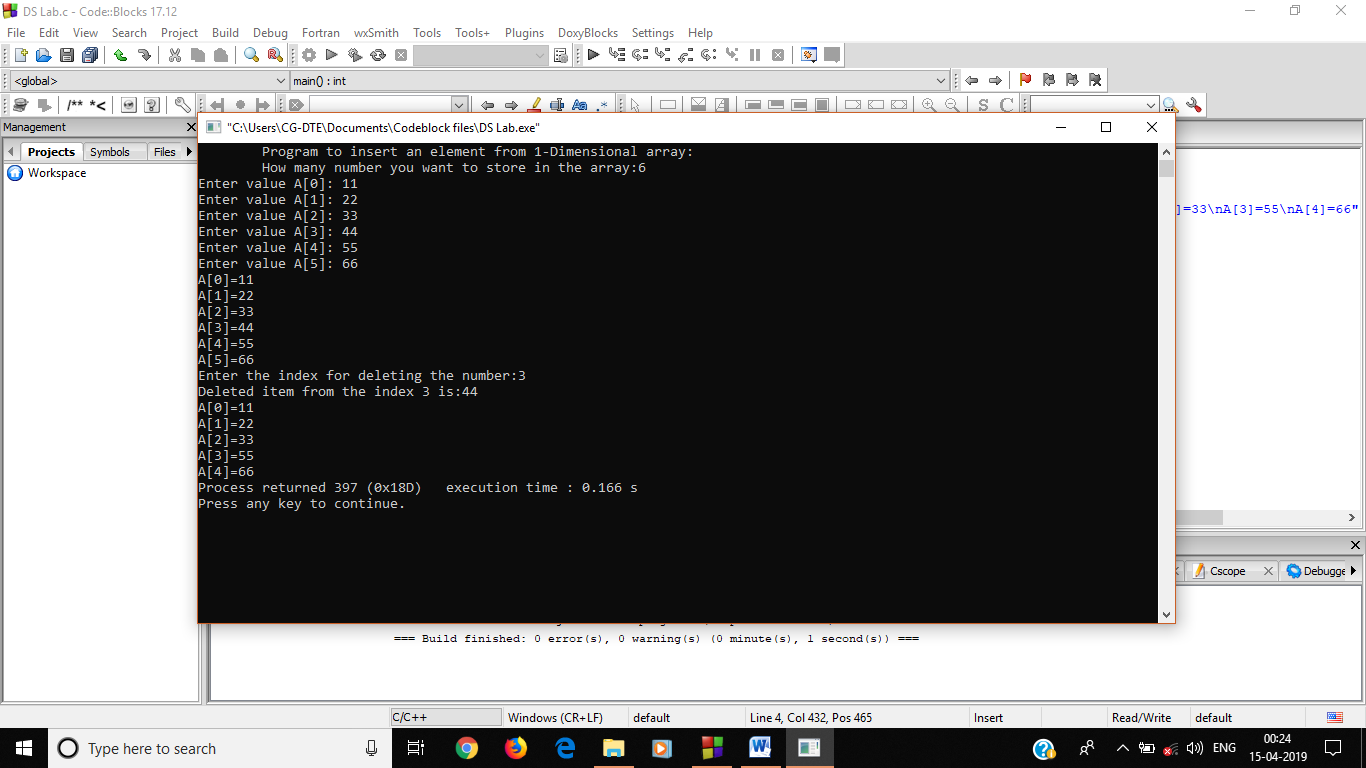 DS Lab.c - Code::Blocks 17.12
File Edit View Search Project Build Debug Fortran wxSmith Tools Tools+ Plugins DoxyBlocks Settings Help
<global>
main() : int
/** *<
Aa .*
S C
Management
Projects Symbols Files
Workspace
"C:\Users\CG-DTE\Documents\Codeblock files\DS Lab.exe"
Program to insert an element from 1-Dimensional array:
How many number you want to store in the array:6
Enter value A[0]: 11
Enter value A[1]: 22
Enter value A[2]: 33
Enter value A[3]: 44
Enter value A[4]: 55
Enter value A[5]: 66
A[0]=11
A[1]=22
A[2]=33
A[3]=44
A[4]=55
A[5]=66
Enter the index for deleting the number:3
Deleted item from the index 3 is:44
A[0]=11
A[1]=22
A[2]=33
A[3]=55
A[4]=66
Process returned 397 (0x18D)   execution time : 0.166 s
Press any key to continue.
]=33\nA[3]=55\nA[4]=66"
Cscope Debugge
=== Build finished: 0 error(s), 0 warning(s) (0 minute(s), 1 second(s)) ===
C/C++ Windows (CR+LF) default Line 4, Col 432, Pos 465 Insert Read/Write default
Type here to search
ENG
00:24
15-04-2019